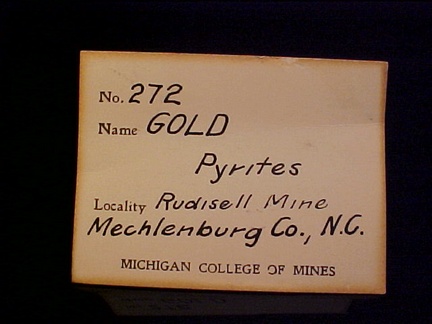 No. 272
Name GOLD
Pyrites
Locality Rudisell Mine
Mechlenburg Co., N.C.
MICHIGAN COLLEGE OF MINES